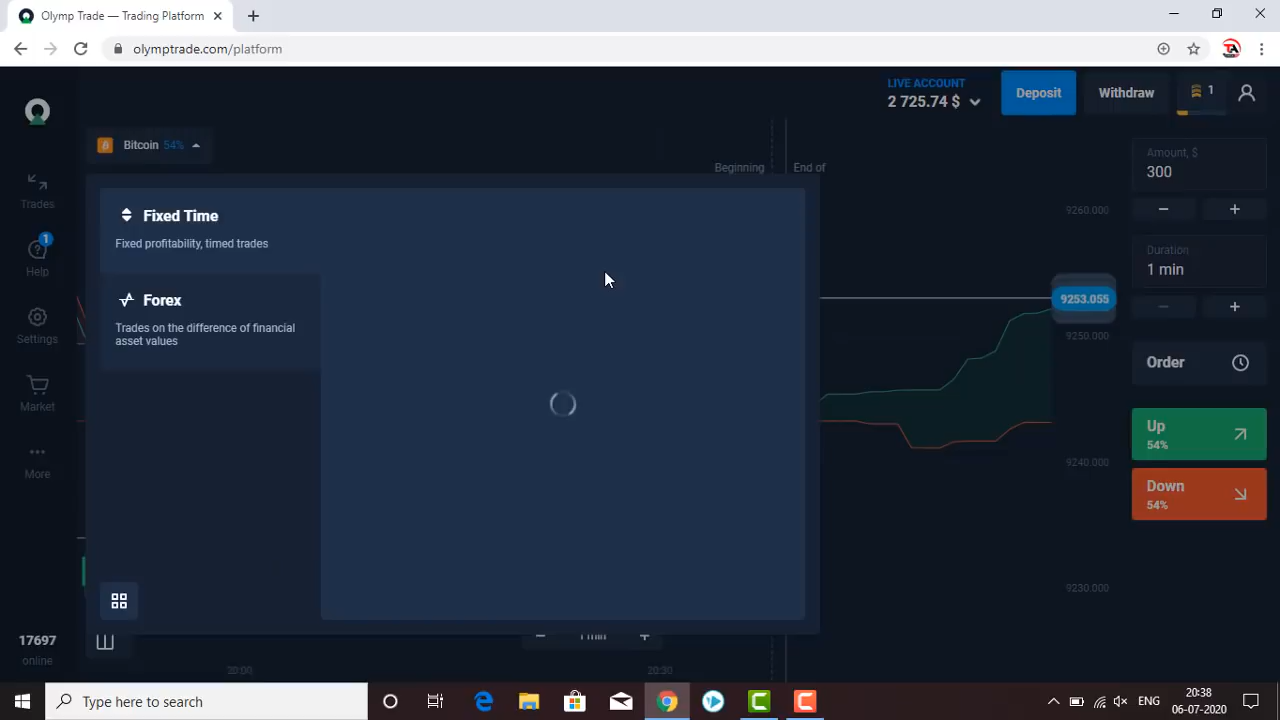 Olymp Trade — Trading Platform
olymptrade.com/platform
LIVE ACCOUNT
2 725.74 $
Deposit
Withdraw
1
Bitcoin 54%
Beginning
End of
Amount, $
300
Trades
Fixed Time
Fixed profitability, timed trades
9260.000
1
Help
Duration
1 min
Forex
Trades on the difference of financial
asset values
9253.055
Settings
9250.000
Order
Market
Up
54%
9240.000
More
Down
54%
9230.000
17697
online
1 min
20:00
20:30
Type here to search
ENG
20:38
06-07-2020